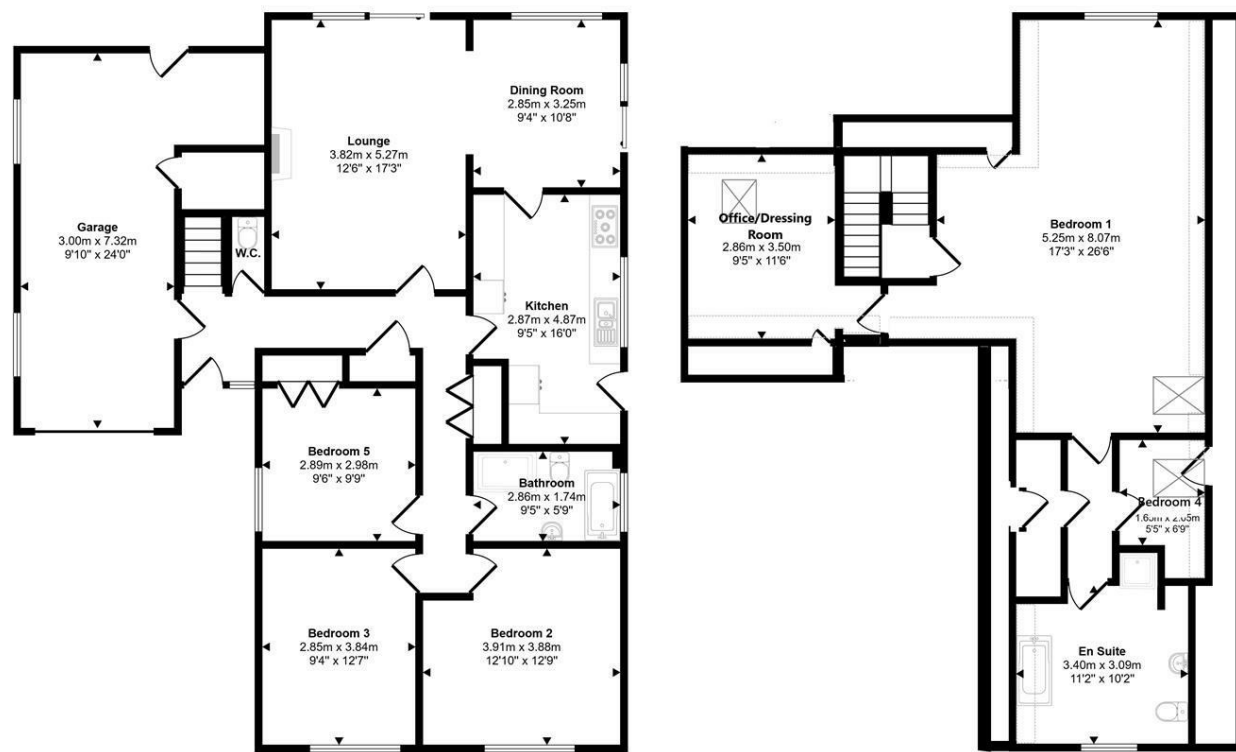 Garage
3.00m x 7.32m
9'10" x 24'0"
W.C.
Lounge
3.82m x 5.27m
12'6" x 17'3"
Dining Room
2.85m x 3.25m
9'4" x 10'8"
Kitchen
2.87m x 4.87m
9'5" x 16'0"
Bedroom 5
2.89m x 2.98m
9'6" x 9'9"
Bathroom
2.86m x 1.74m
9'5" x 5'9"
Bedroom 3
2.85m x 3.84m
9'4" x 12'7"
Bedroom 2
3.91m x 3.88m
12'10" x 12'9"
Office/Dressing
Room
2.86m x 3.50m
9'5" x 11'6"
Bedroom 1
5.25m x 8.07m
17'3" x 26'6"
Bedroom 4
1.65m x 2.05m
5'5" x 6'9"
En Suite
3.40m x 3.09m
11'2" x 10'2"